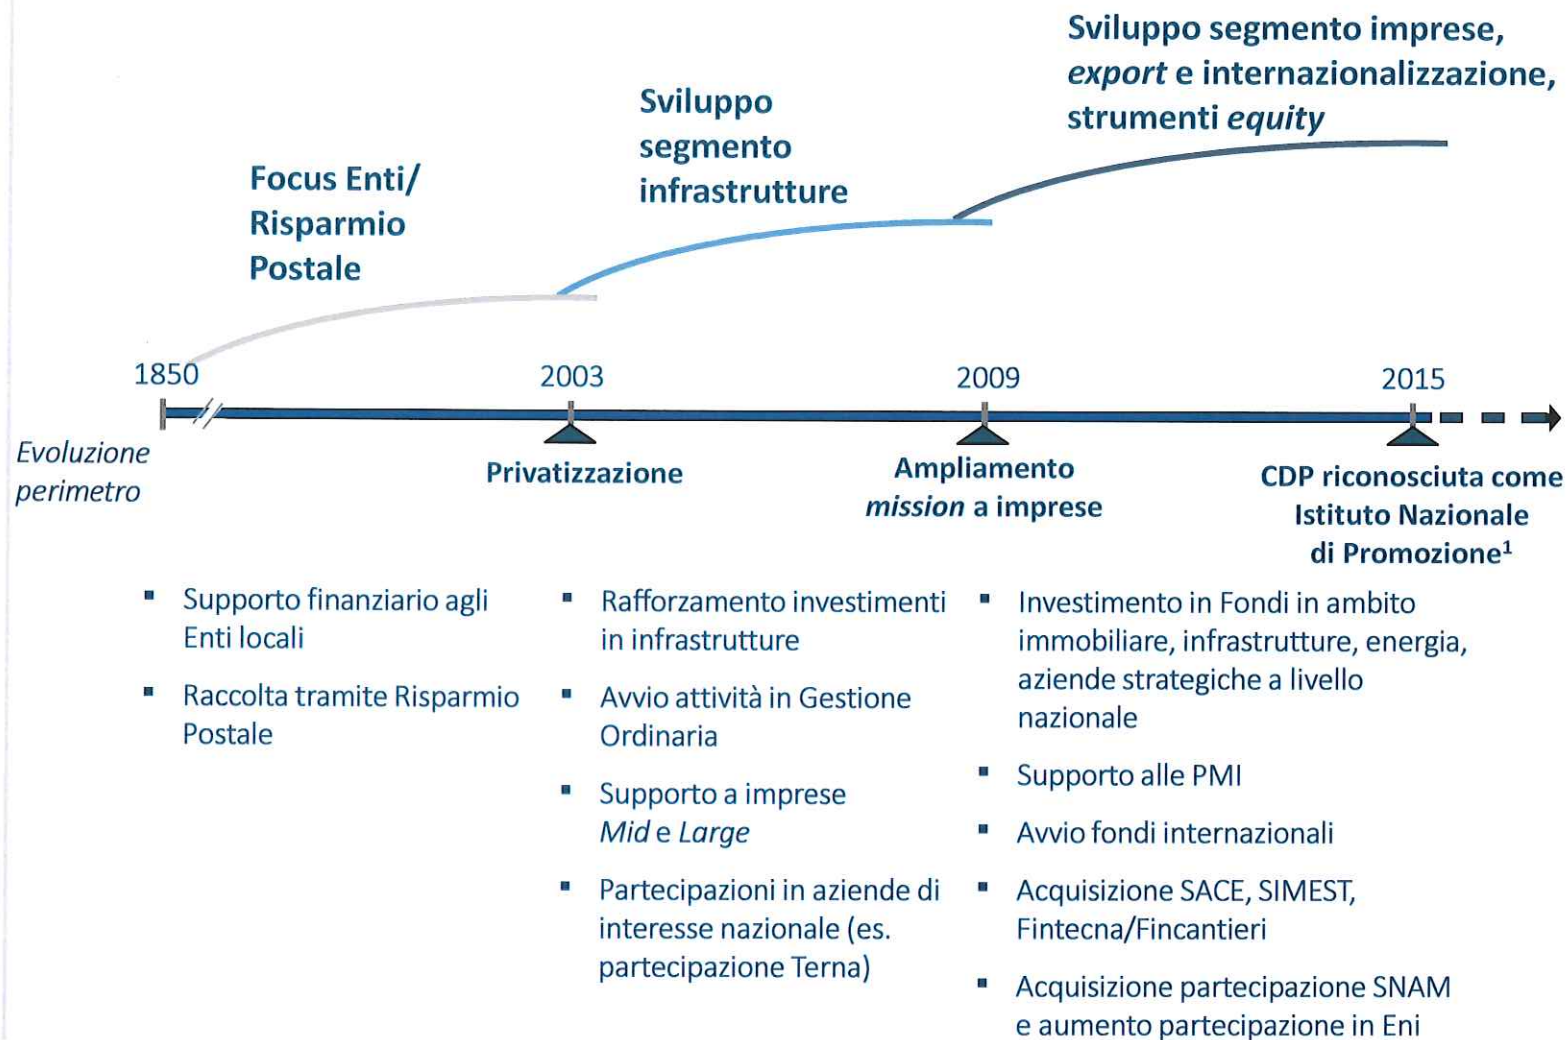 Sviluppo segmento imprese,
export e internazionalizzazione,
strumenti equity
Sviluppo
segmento
infrastrutture
Focus Enti/
Risparmio
Postale
1850
2003
2009
2015
Evoluzione
perimetro
Privatizzazione
Ampliamento
mission a imprese
CDP riconosciuta come
Istituto Nazionale
di Promozione¹
▪ Supporto finanziario agli
Enti locali
▪ Raccolta tramite Risparmio
Postale
▪ Rafforzamento investimenti
in infrastrutture
▪ Avvio attività in Gestione
Ordinaria
▪ Supporto a imprese
Mid e Large
▪ Partecipazioni in aziende di
interesse nazionale (es.
partecipazione Terna)
▪ Investimento in Fondi in ambito
immobiliare, infrastrutture, energia,
aziende strategiche a livello
nazionale
▪ Supporto alle PMI
▪ Avvio fondi internazionali
▪ Acquisizione SACE, SIMEST,
Fintecna/Fincantieri
▪ Acquisizione partecipazione SNAM
e aumento partecipazione in Eni